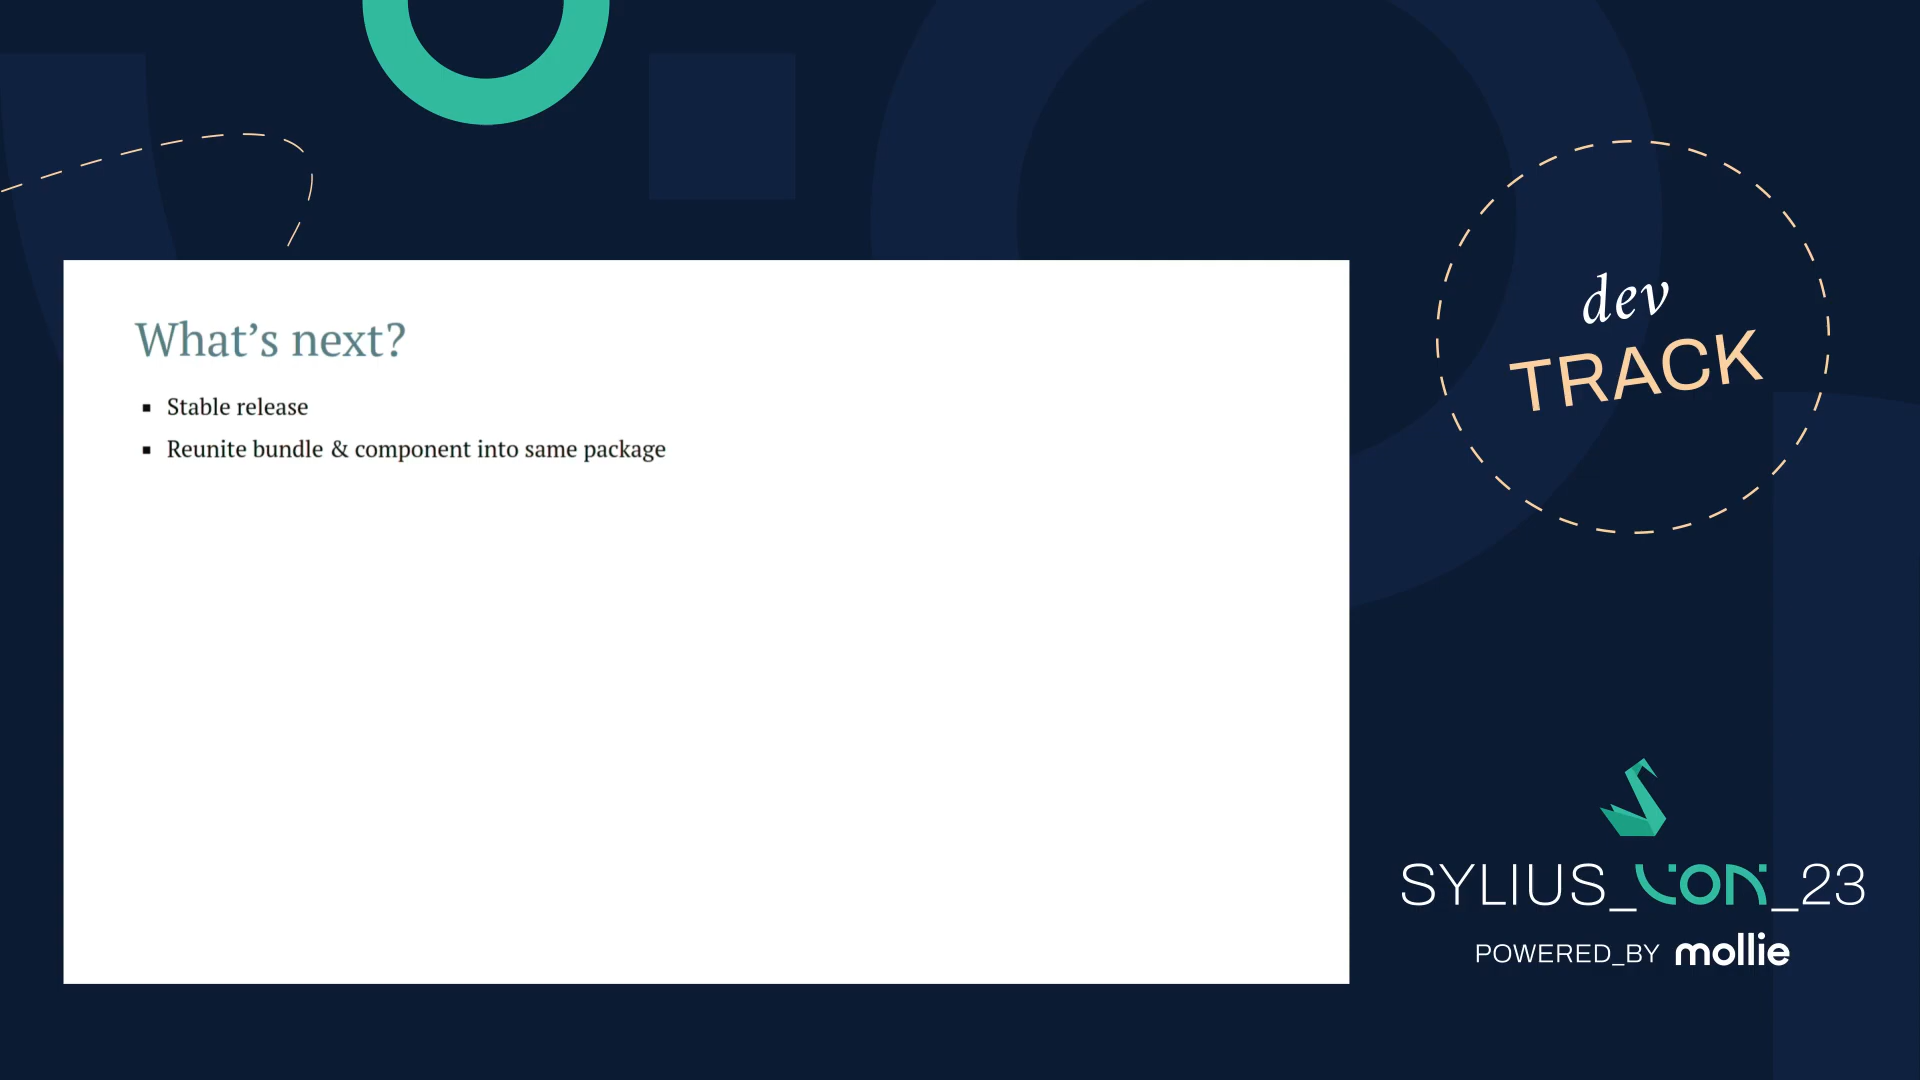 What’s next?
▪ Stable release
▪ Reunite bundle & component into same package
dev
TRACK
SYLIUS_CON_23
POWERED_BY mollie